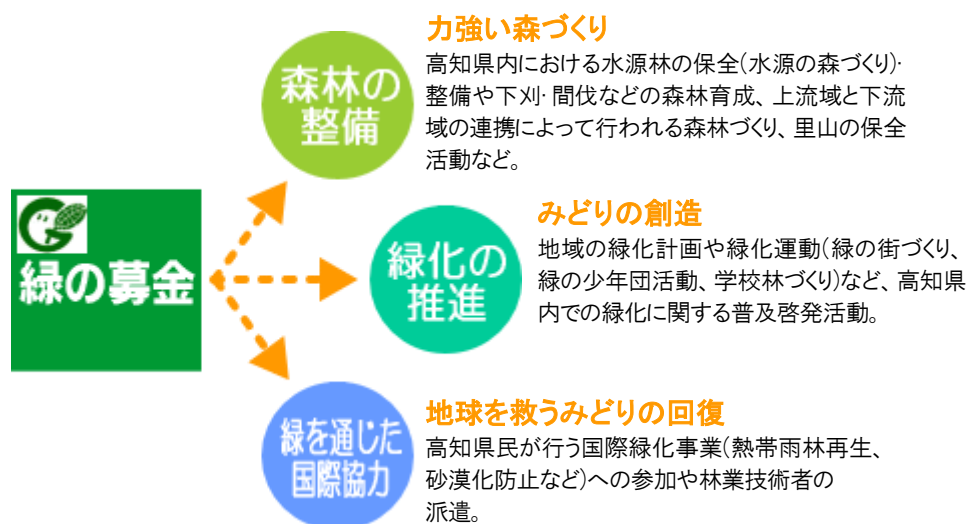 力強い森づくり
森林の
整備
高知県内における水源林の保全(水源の森づくり)・
整備や下刈・間伐などの森林育成、上流域と下流
域の連携によって行われる森林づくり、里山の保全
活動など。
緑の募金
みどりの創造
緑化の
推進
地域の緑化計画や緑化運動(緑の街づくり、
緑の少年団活動、学校林づくり)など、高知県
内での緑化に関する普及啓発活動。
地球を救うみどりの回復
緑を通じた
国際協力
高知県民が行う国際緑化事業(熱帯雨林再生、
砂漠化防止など)への参加や林業技術者の
派遣。